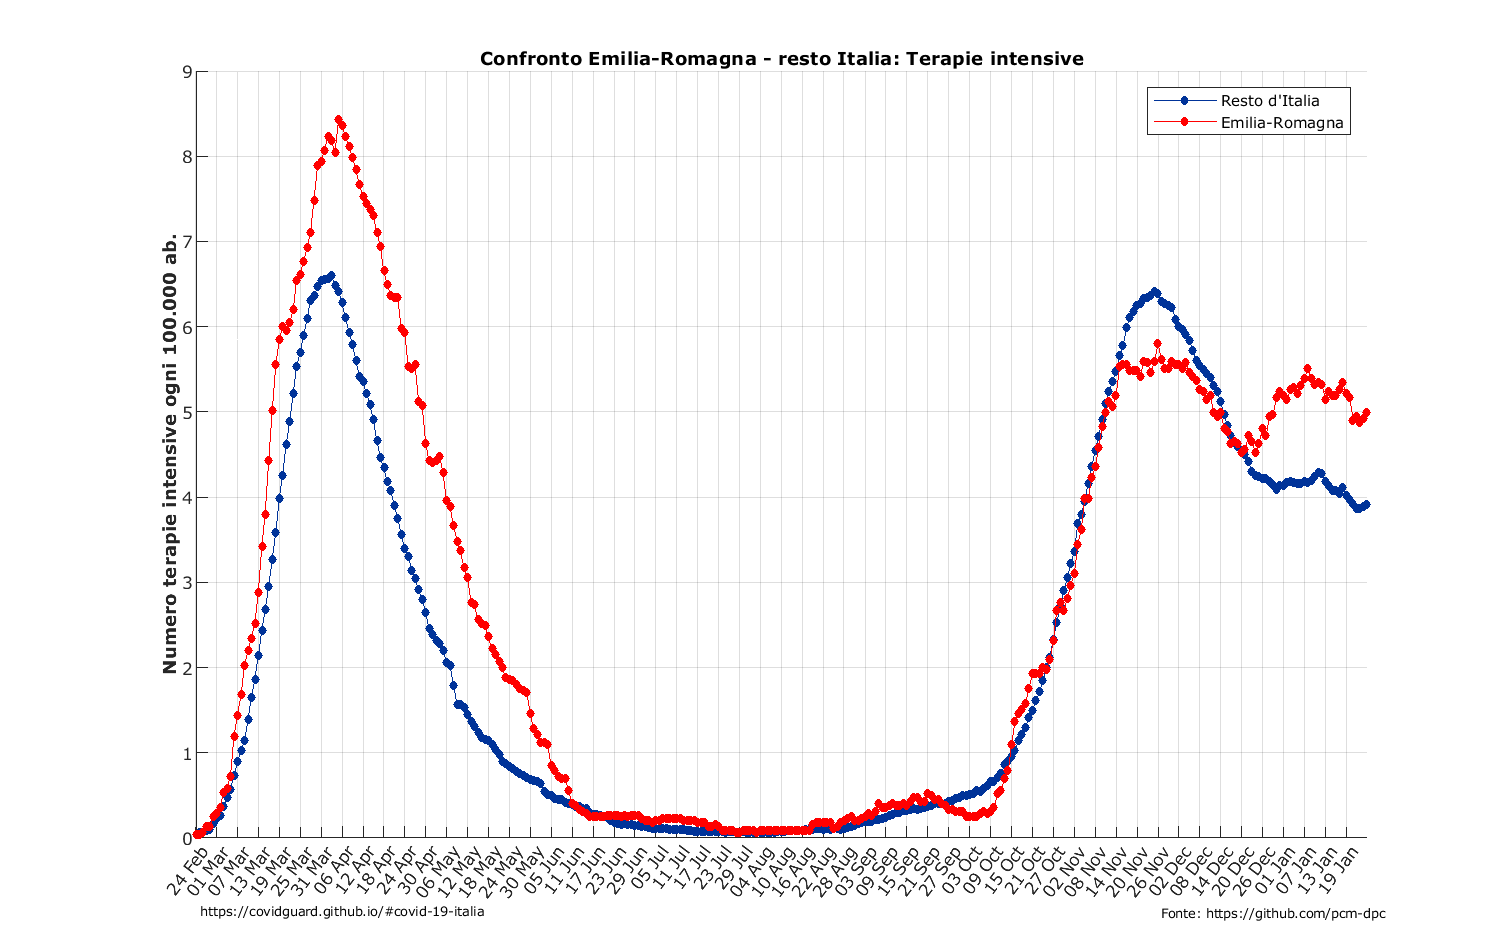 Confronto Emilia-Romagna - resto Italia: Terapie intensive
Resto d'Italia
Emilia-Romagna
Numero terapie intensive ogni 100.000 ab.
9
8
7
6
5
4
3
2
1
0
24 Feb
01 Mar
07 Mar
13 Mar
19 Mar
25 Mar
31 Mar
06 Apr
12 Apr
18 Apr
24 Apr
30 Apr
06 May
12 May
18 May
24 May
30 May
05 Jun
11 Jun
17 Jun
23 Jun
29 Jun
05 Jul
11 Jul
17 Jul
23 Jul
29 Jul
04 Aug
10 Aug
16 Aug
22 Aug
28 Aug
03 Sep
09 Sep
15 Sep
21 Sep
27 Sep
03 Oct
09 Oct
15 Oct
21 Oct
27 Oct
02 Nov
08 Nov
14 Nov
20 Nov
26 Nov
02 Dec
08 Dec
14 Dec
20 Dec
26 Dec
01 Jan
07 Jan
13 Jan
19 Jan
https://covidguard.github.io/#covid-19-italia
Fonte: https://github.com/pcm-dpc